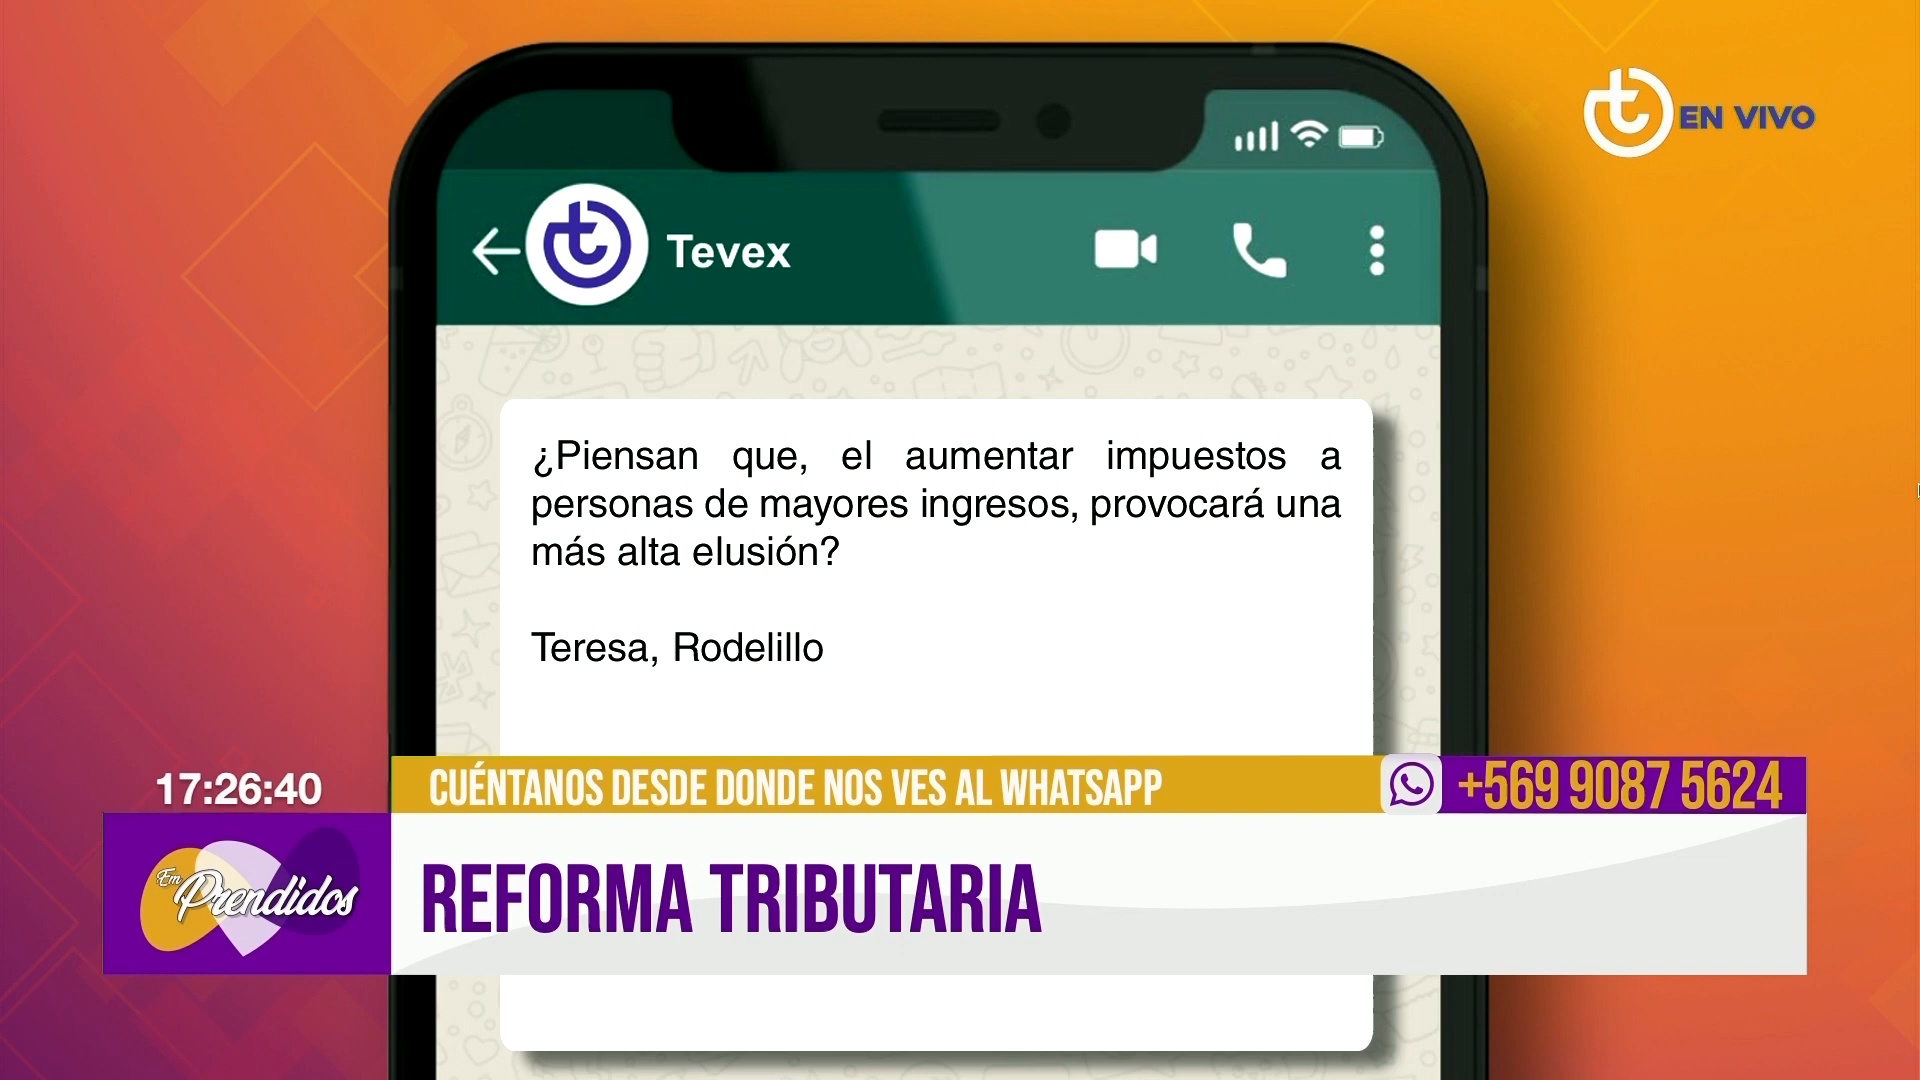 EN VIVO
Tevex
¿Piensan que, el aumentar impuestos a
personas de mayores ingresos, provocará una
más alta elusión?
Teresa, Rodelillo
17:26:40
CUÉNTANOS DESDE DONDE NOS VES AL WHATSAPP
+569 9087 5624
Em
Prendidos
REFORMA TRIBUTARIA